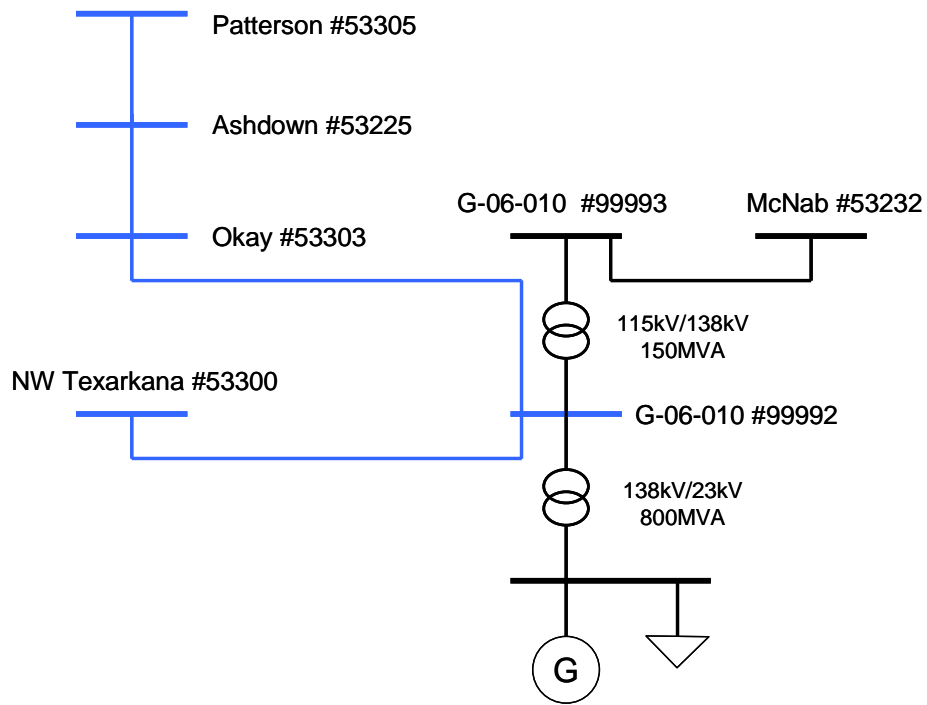 Patterson #53305
Ashdown #53225
G-06-010  #99993
McNab #53232
Okay #53303
115kV/138kV
150MVA
NW Texarkana #53300
G-06-010 #99992
138kV/23kV
800MVA
G